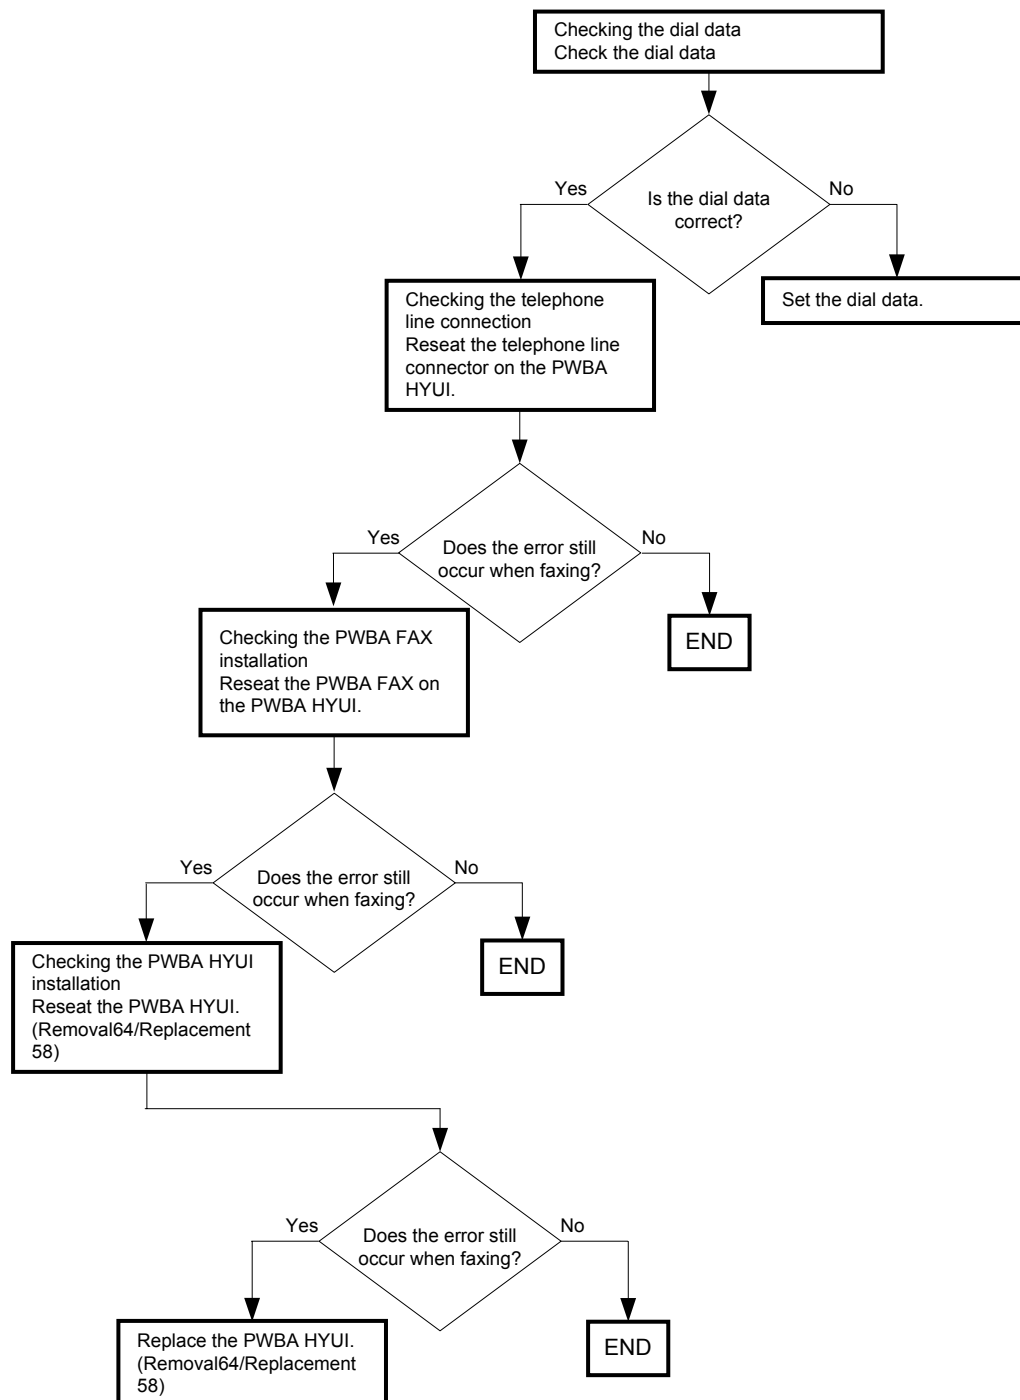 Checking the dial data
Check the dial data
Yes
Is the dial data
correct?
No
Checking the telephone
line connection
Reseat the telephone line
connector on the PWBA
HYUI.
Set the dial data.
Yes
Does the error still
occur when faxing?
No
Checking the PWBA FAX
installation
Reseat the PWBA FAX on
the PWBA HYUI.
END
Yes
Does the error still
occur when faxing?
No
Checking the PWBA HYUI
installation
Reseat the PWBA HYUI.
(Removal64/Replacement
58)
END
Yes
Does the error still
occur when faxing?
No
Replace the PWBA HYUI.
(Removal64/Replacement
58)
END